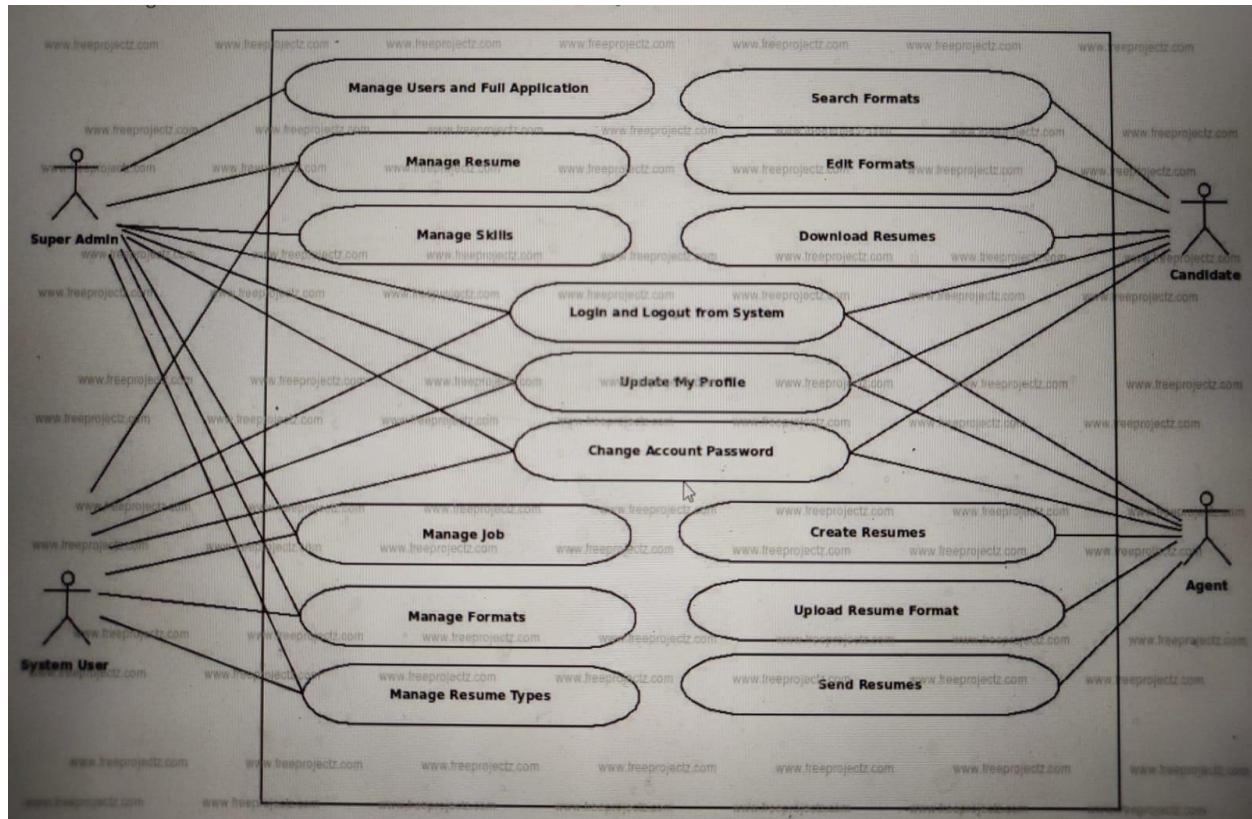 Manage Users and Full Application
Search Formats
Manage Resume
Edit Formats
Super Admin
Manage Skills
Download Resumes
Candidate
Login and Logout from System
Update My Profile
Change Account Password
Manage Job
Create Resumes
Agent
Manage Formats
Upload Resume Format
System User
Manage Resume Types
Send Resumes
www.freeprojectz.com